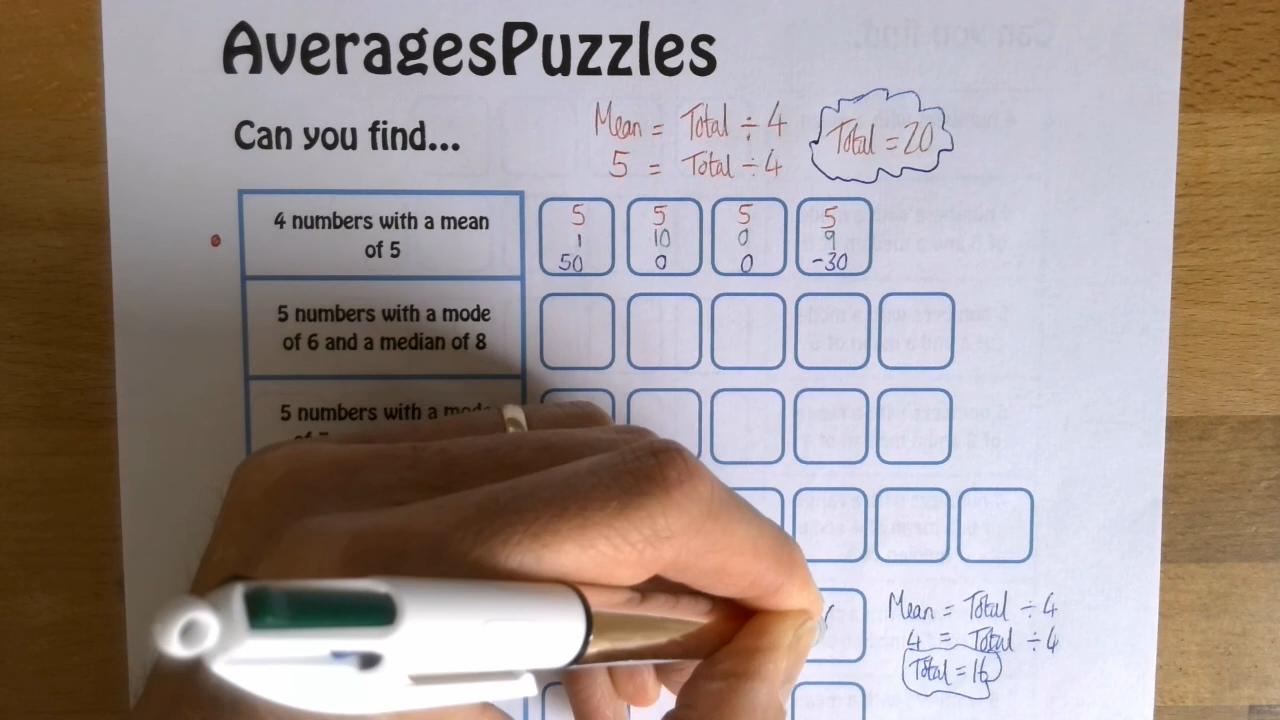 AveragesPuzzles
Can you find...
Mean = Total ÷ 4
5 = Total ÷ 4
Total = 20
4 numbers with a mean
of 5
5 5 5 5
1 10 0 9
50 0 0 -30
5 numbers with a mode
of 6 and a median of 8
5 numbers with a mode
Mean = Total ÷ 4
4 = Total ÷ 4
Total = 16